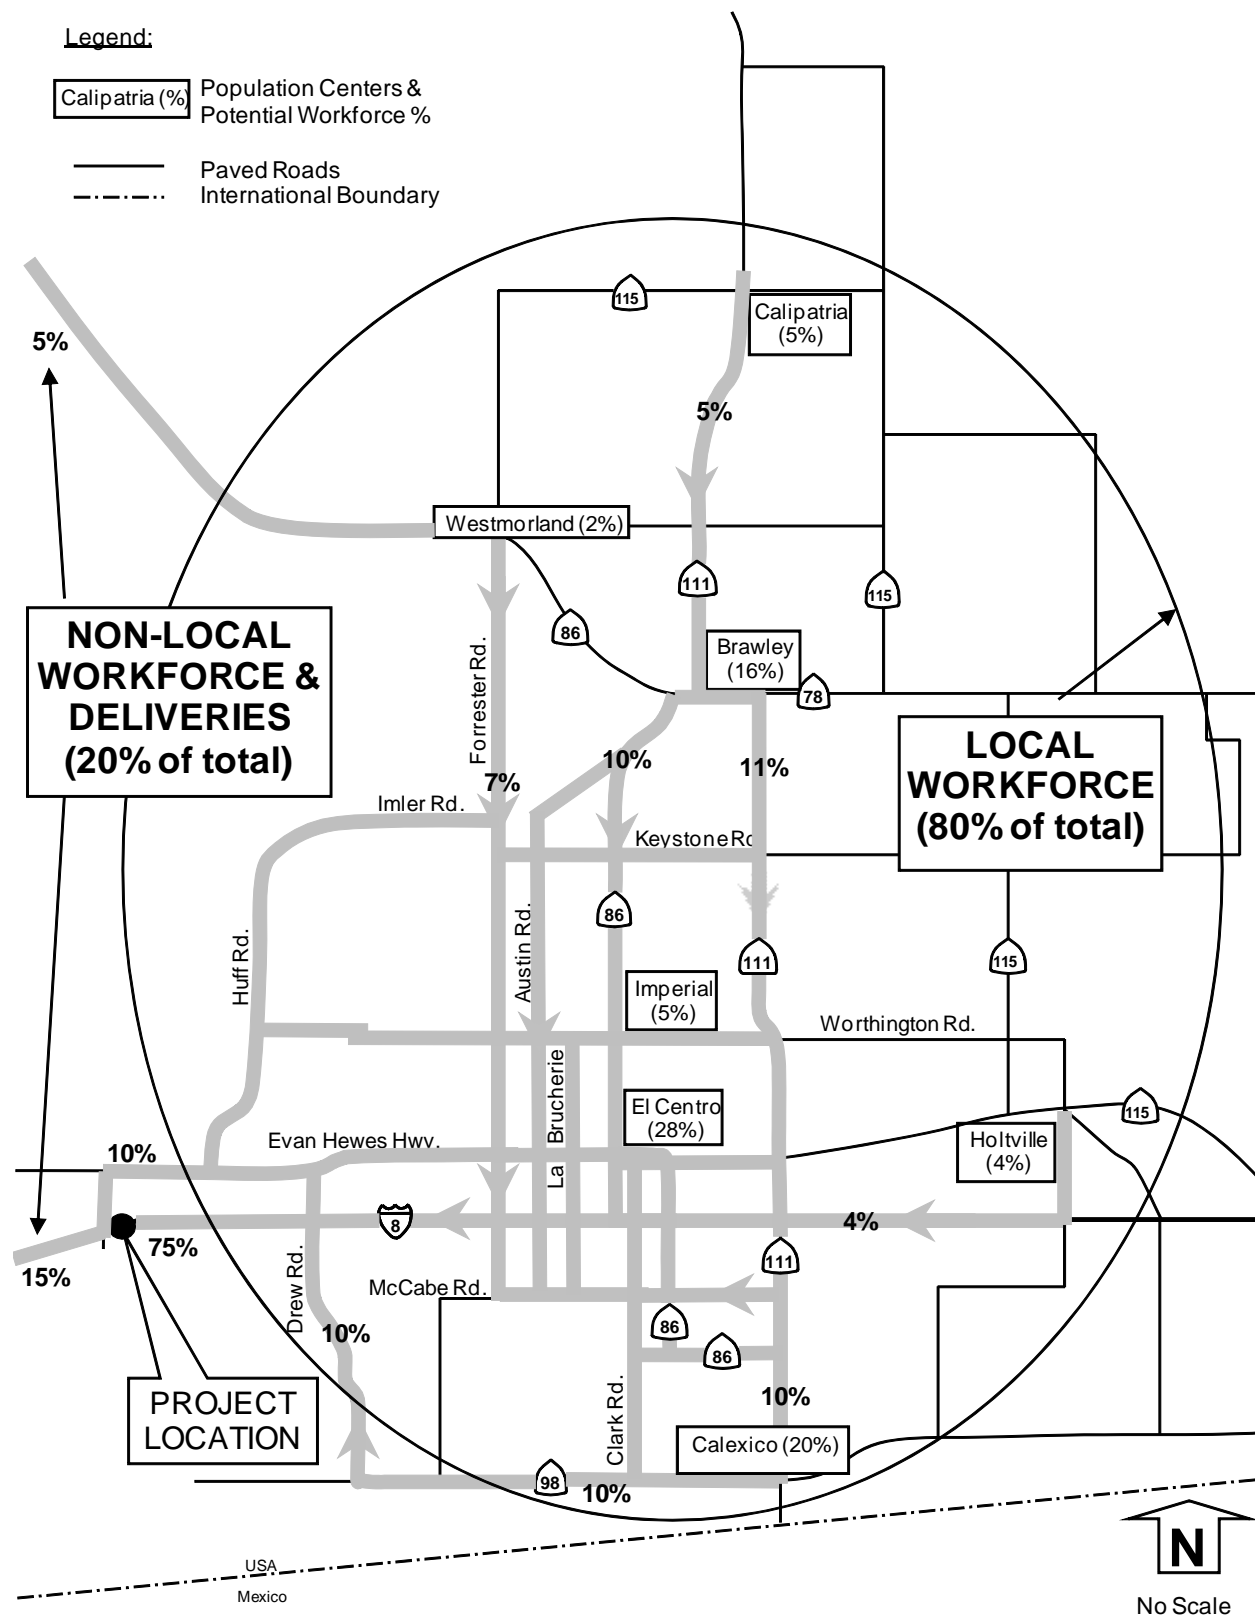 Legend:
Calipatria (%)
Population Centers &
Potential Workforce %
Paved Roads
International Boundary
115
Calipatria
(5%)
5%
5%
Westmorland (2%)
111
115
86
Brawley
(16%)
78
NON-LOCAL
WORKFORCE &
DELIVERIES
(20% of total)
Forrester Rd.
LOCAL
WORKFORCE
(80% of total)
10%
11%
7%
Imler Rd.
Keystone Rd
86
Austin Rd.
Huff Rd.
111
115
Imperial
(5%)
Worthington Rd.
La Brucherie
El Centro
(28%)
115
Holtville
(4%)
Evan Hewes Hwy.
10%
8
4%
75%
15%
111
Drew Rd.
McCabe Rd.
10%
86
86
PROJECT
LOCATION
Clark Rd.
10%
Calexico (20%)
98
10%
USA
Mexico
N
No Scale